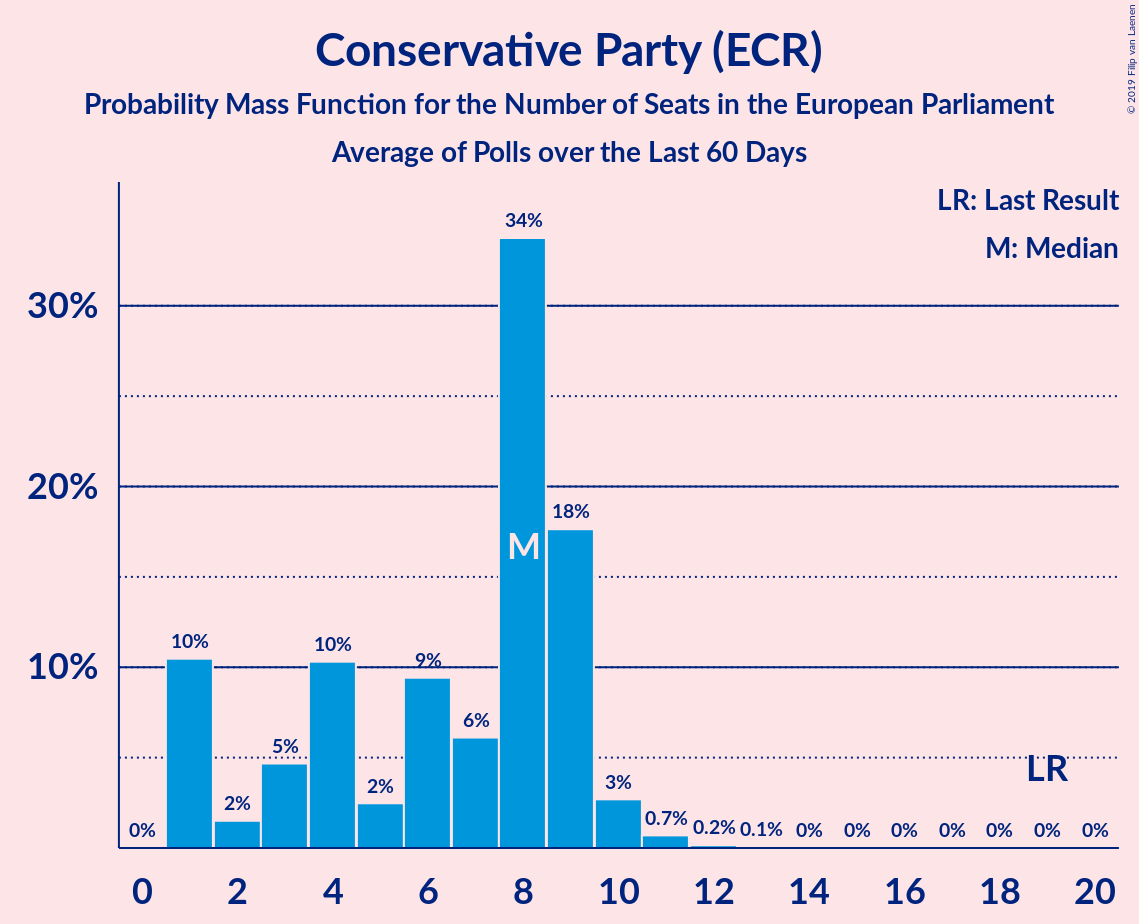 Conservative Party (ECR)
Probability Mass Function for the Number of Seats in the European Parliament
Average of Polls over the Last 60 Days
© 2019 Filip van Laenen
LR: Last Result
M: Median
30%
20%
10%
0%
10%
2%
5%
10%
2%
9%
6%
34%
M
18%
3%
0.7%
0.2%
0.1%
0%
0%
0%
0%
0%
0%
0%
LR
0 2 4 6 8 10 12 14 16 18 20